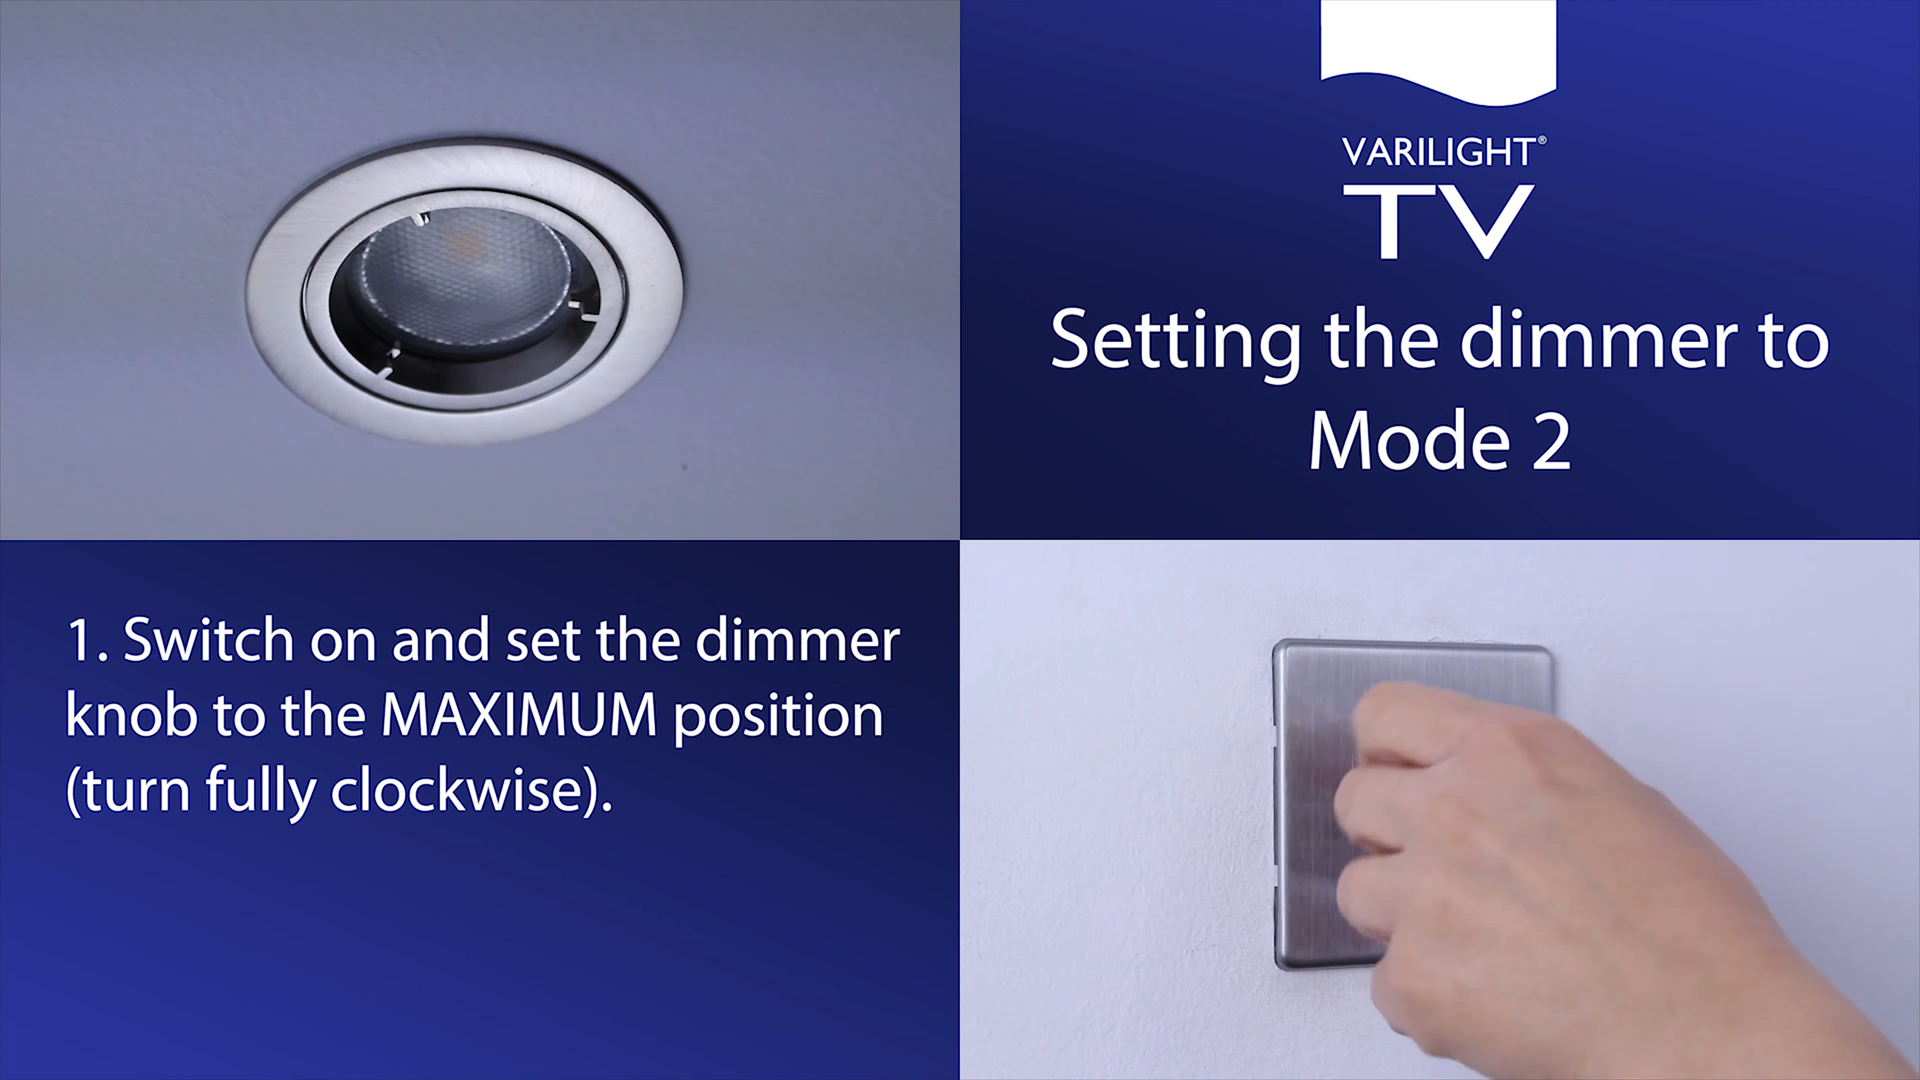 VARILIGHT®
TV
Setting the dimmer to
Mode 2
1. Switch on and set the dimmer
knob to the MAXIMUM position
(turn fully clockwise).